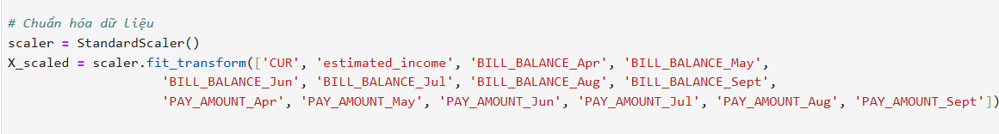 # Chuẩn hóa dữ liệu
scaler = StandardScaler()
X_scaled = scaler.fit_transform(['CUR', 'estimated_income', 'BILL_BALANCE_Apr', 'BILL_BALANCE_May',
'BILL_BALANCE_Jun', 'BILL_BALANCE_Jul', 'BILL_BALANCE_Aug', 'BILL_BALANCE_Sept',
'PAY_AMOUNT_Apr', 'PAY_AMOUNT_May', 'PAY_AMOUNT_Jun', 'PAY_AMOUNT_Jul', 'PAY_AMOUNT_Aug', 'PAY_AMOUNT_Sept'])